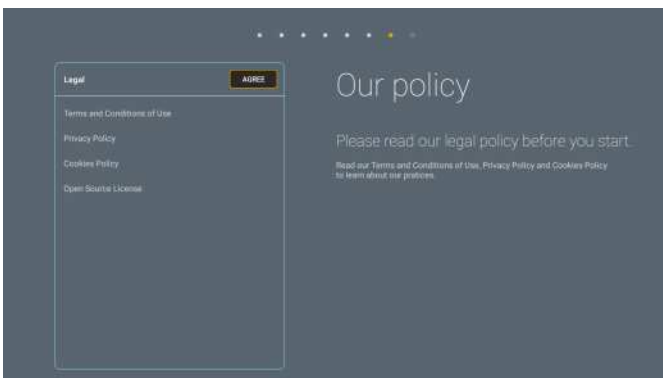 Legal
AGREE
Terms and Conditions of Use
Privacy Policy
Cookies Policy
Open Source License
Our policy
Please read our legal policy before you start.
Read our Terms and Conditions of Use, Privacy Policy and Cookies Policy
to learn about our pratices.